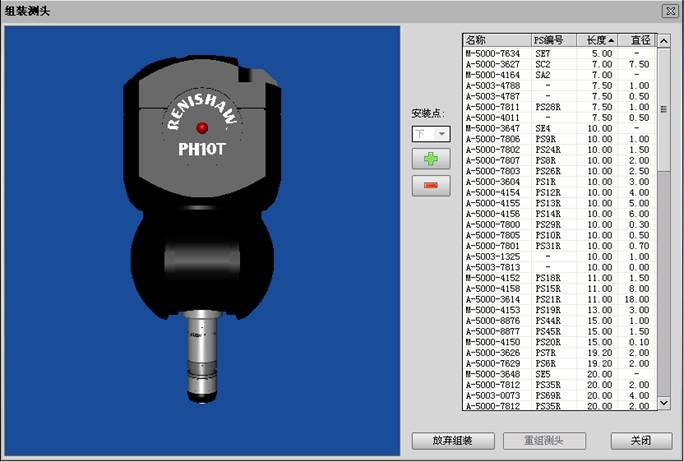 组装测头
RENISHAW
PH10T
安装点:
下
名称 PS编号 长度 直径
M-5000-7634 SE7 5.00 -
A-5000-3627 SC2 7.00 7.50
M-5000-4164 SA2 7.00 -
A-5003-4788 - 7.50 1.00
A-5003-4787 - 7.50 0.50
A-5000-7811 PS28R 7.50 1.00
A-5000-4011 - 7.50 0.50
M-5000-3647 SE4 10.00 -
A-5000-7806 PS9R 10.00 1.00
A-5000-7802 PS24R 10.00 1.50
A-5000-7807 PS8R 10.00 2.00
A-5000-7803 PS26R 10.00 2.50
A-5000-3604 PS1R 10.00 3.00
A-5000-4154 PS12R 10.00 4.00
A-5000-4155 PS13R 10.00 5.00
A-5000-4156 PS14R 10.00 6.00
A-5000-7800 PS29R 10.00 0.30
A-5000-7805 PS10R 10.00 0.50
A-5000-7801 PS31R 10.00 0.70
A-5003-1325 - 10.00 1.00
A-5003-7813 - 10.00 0.00
M-5000-4152 PS18R 11.00 1.50
A-5000-4158 PS15R 11.00 8.00
A-5000-3614 PS21R 11.00 18.00
M-5000-4153 PS19R 13.00 3.00
A-5000-8876 PS44R 15.00 1.00
A-5000-8877 PS45R 15.00 1.50
M-5000-4150 PS20R 15.00 0.10
A-5000-3626 PS7R 19.20 2.00
A-5000-7629 PS6R 19.20 2.00
M-5000-3648 SE5 20.00 -
A-5000-7812 PS35R 20.00 2.00
A-5003-0073 PS69R 20.00 4.00
A-5000-7812 PS35R 20.00 2.00
放弃组装 重组测头 关闭